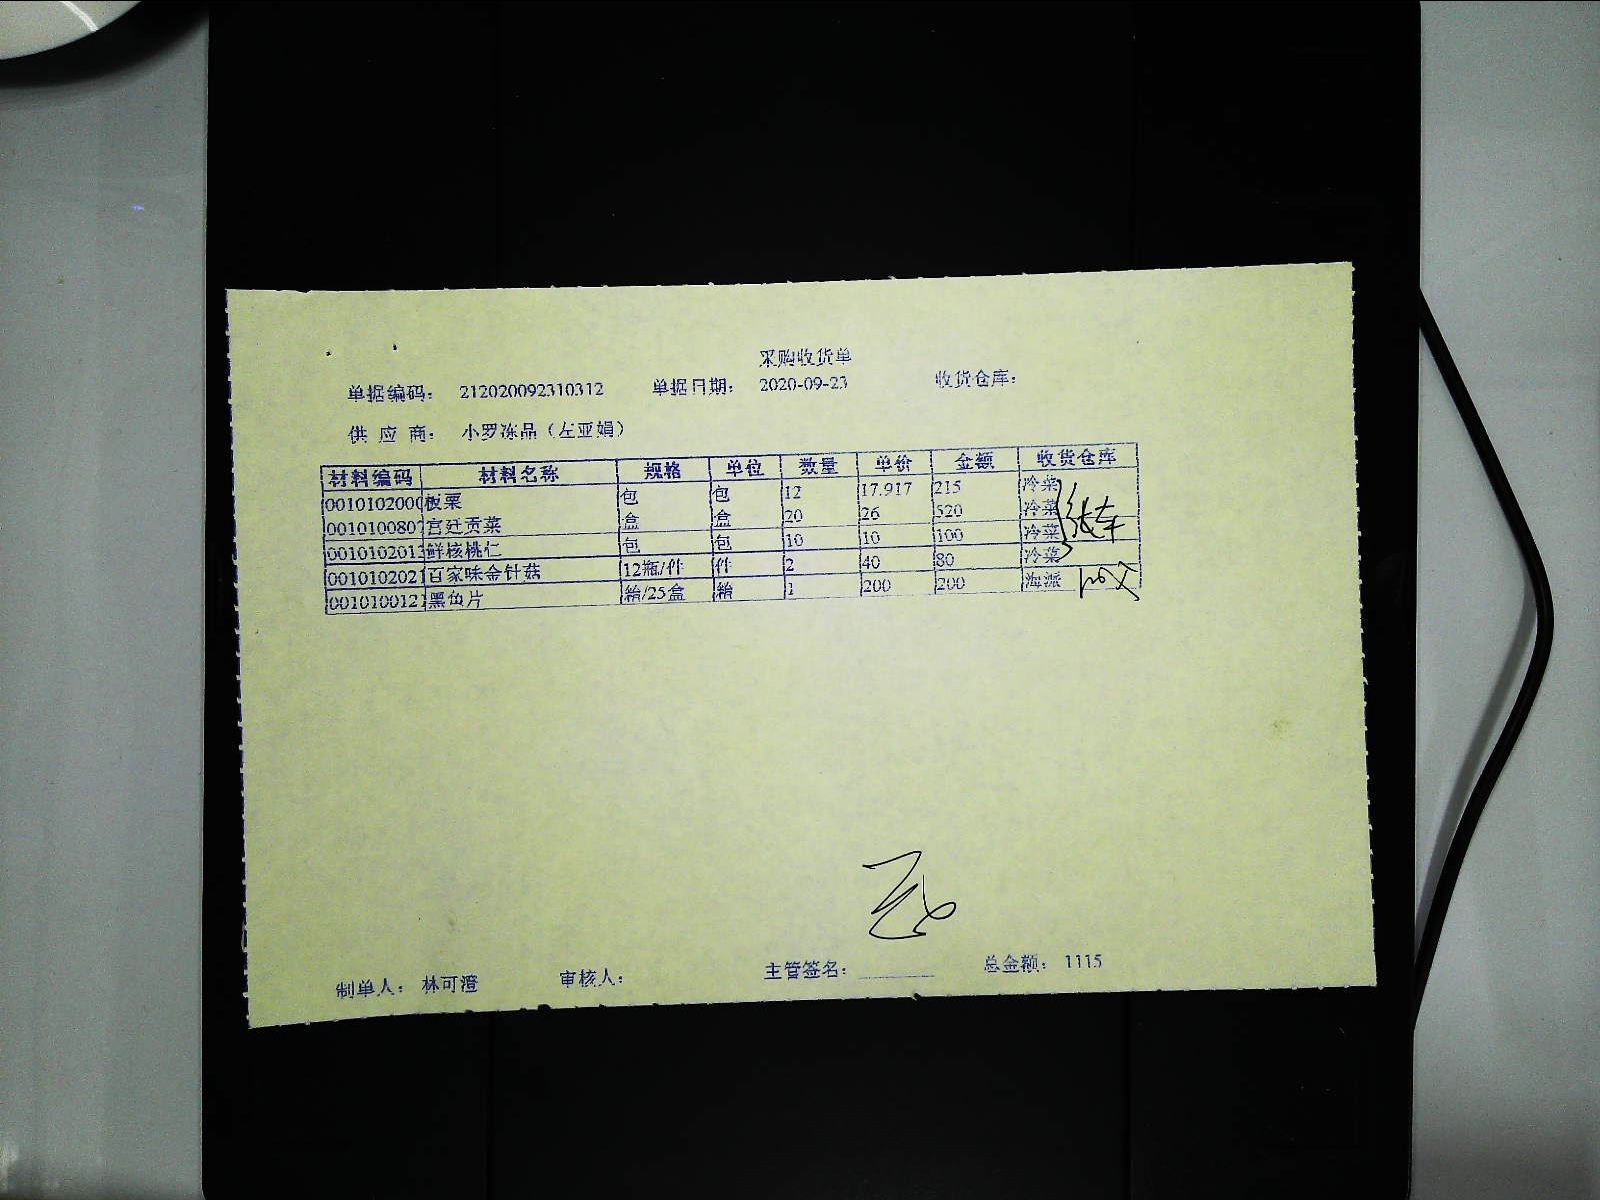 采购收货单
单据编码： 212020092310312 单据日期： 2020-09-23 收货仓库：
供 应 商： 小罗冻品（左亚娟）
材料编码 材料名称 规格 单位 数量 单价 金额 收货仓库
0010102000 板栗 包 包 12 17.917 215 冷菜
001010080 宫廷贡菜 盒 盒 20 26 520 冷菜
001010201 鲜核桃仁 包 包 10 10 100 冷菜
001010202 百家味金针菇 12瓶/件 件 2 40 80 冷菜
001010012 黑鱼片 箱/25盒 箱 1 200 200 海派
制单人： 林可澄 审核人： 主管签名： 总金额： 1115